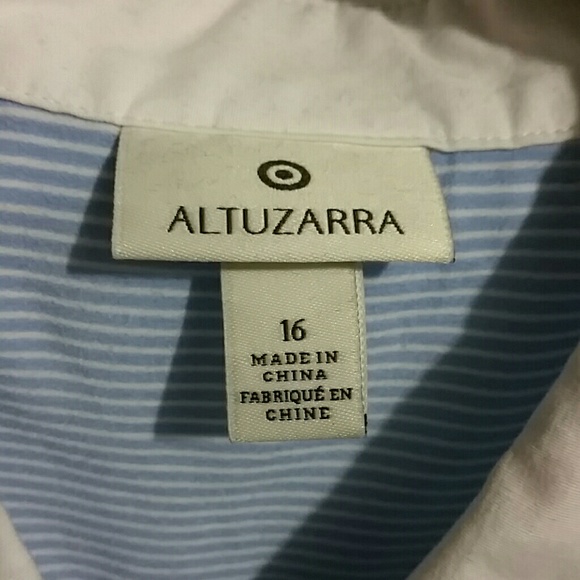 ALTUZARRA
16
MADE IN
CHINA
FABRIQUÉ EN
CHINE